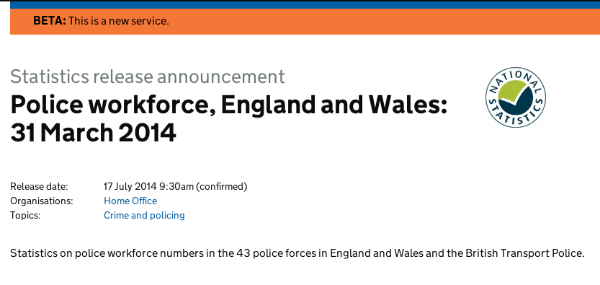 BETA: This is a new service.
Statistics release announcement
Police workforce, England and Wales:
31 March 2014
NATIONAL STATISTICS
Release date: 17 July 2014 9:30am (confirmed)
Organisations: Home Office
Topics: Crime and policing
Statistics on police workforce numbers in the 43 police forces in England and Wales and the British Transport Police.